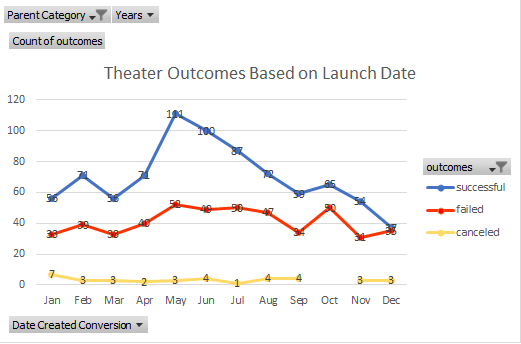 Parent Category Years
Count of outcomes
Theater Outcomes Based on Launch Date
120
100
80
60
40
20
0
56 71 56 71 111 100 87 72 59 65 54 37
33 39 33 40 52 49 50 47 34 50 31 35
7 3 3 2 3 4 1 4 4 3 3
Jan Feb Mar Apr May Jun Jul Aug Sep Oct Nov Dec
outcomes
successful
failed
canceled
Date Created Conversion